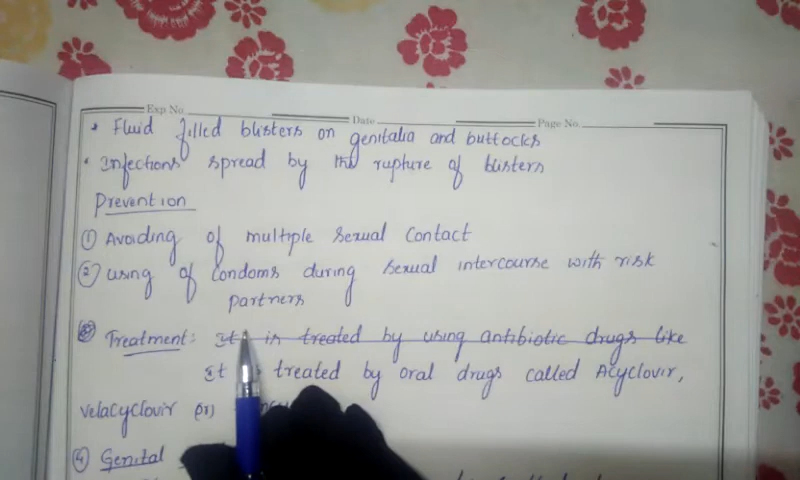 Exp No.
Date
Page No.
• Fluid filled blisters on genitalia and buttocks
• Infections spread by the rupture of blisters
Prevention
① Avoiding of multiple sexual contact
② Using of condoms during sexual intercourse with risk
partners
Treatment: It is treated by using antibiotic drugs like
It is treated by oral drugs called Acyclovir,
velacyclovir (or)
④ Genital